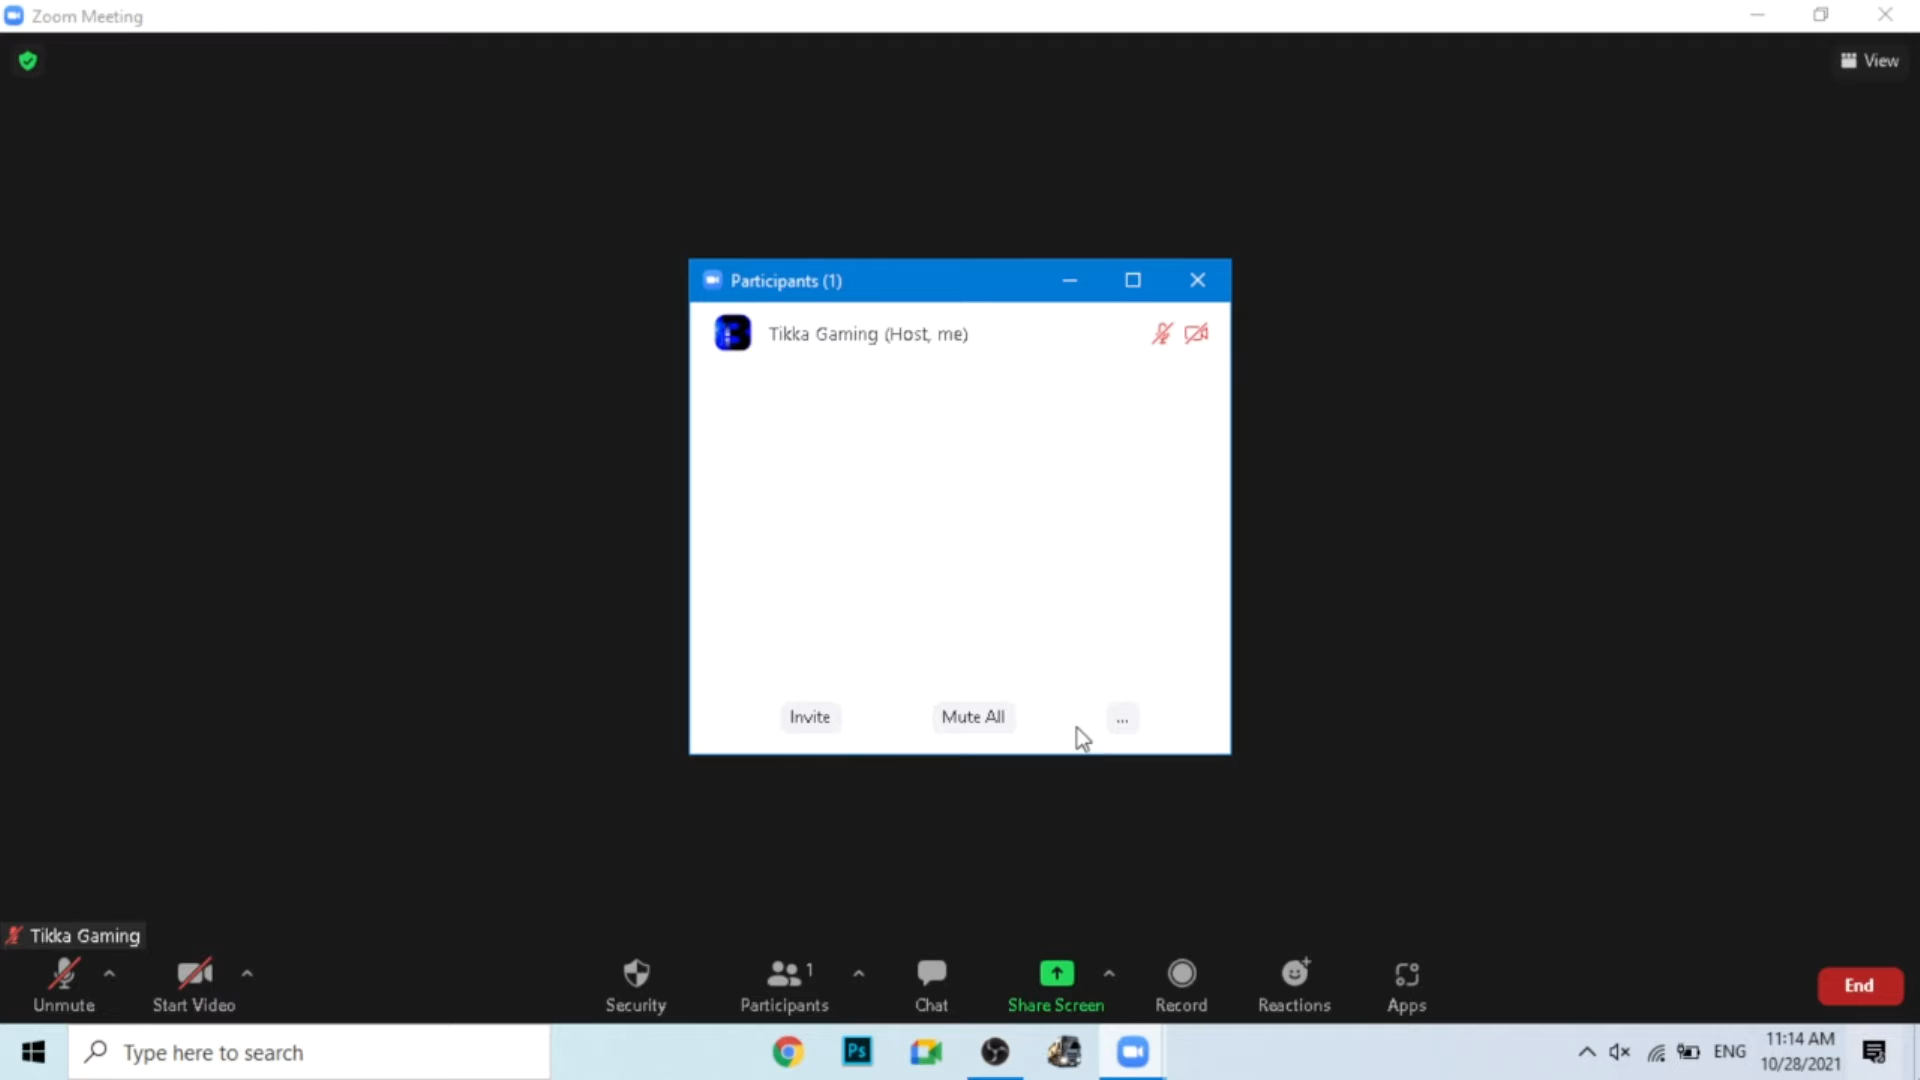 Zoom Meeting
View
Participants (1)
Tikka Gaming (Host, me)
Invite
Mute All
...
Tikka Gaming
Unmute
Start Video
Security
1
Participants
Chat
Share Screen
Record
Reactions
Apps
End
Type here to search
Ps
ENG
11:14 AM
10/28/2021